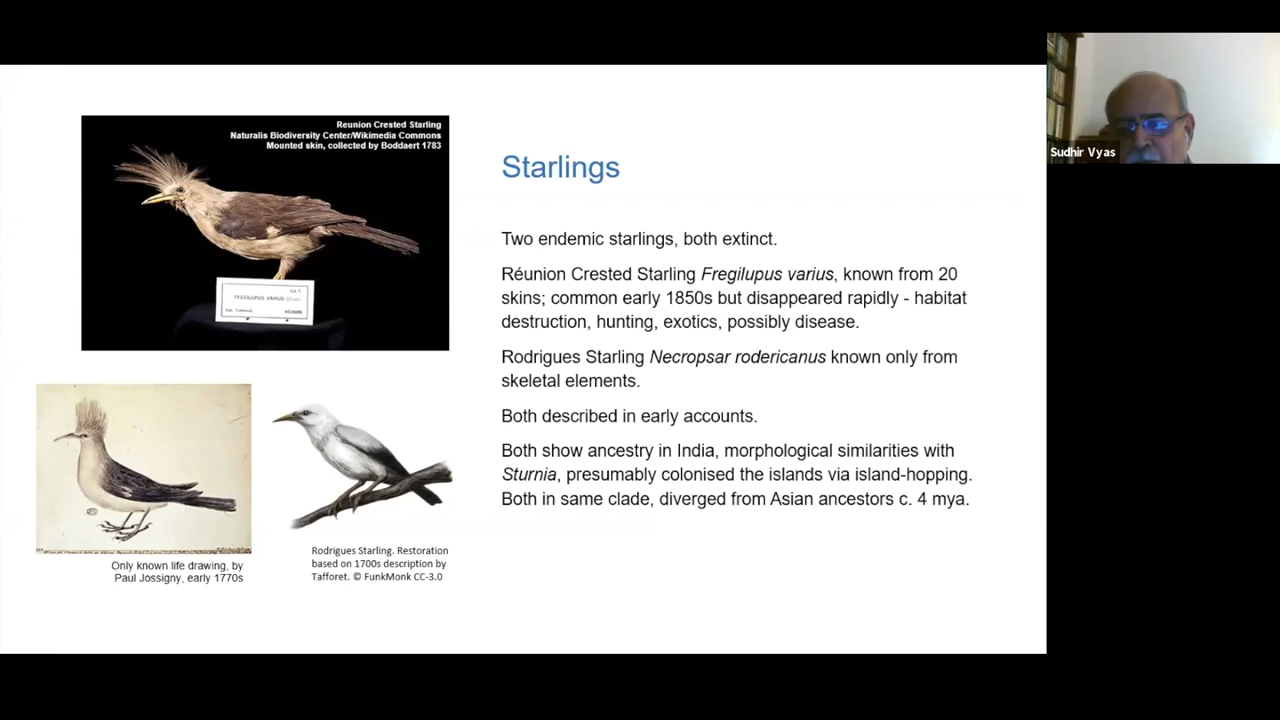 Reunion Crested Starling
Naturalis Biodiversity Center/Wikimedia Commons
Mounted skin, collected by Boddaert 1783
FREGILUPUS VARIUS
Only known life drawing, by
Paul Jossigny, early 1770s
Rodrigues Starling. Restoration
based on 1700s description by
Tafforet. © FunkMonk CC-3.0
Starlings
Two endemic starlings, both extinct.
Réunion Crested Starling Fregilupus varius, known from 20
skins; common early 1850s but disappeared rapidly - habitat
destruction, hunting, exotics, possibly disease.
Rodrigues Starling Necropsar rodericanus known only from
skeletal elements.
Both described in early accounts.
Both show ancestry in India, morphological similarities with
Sturnia, presumably colonised the islands via island-hopping.
Both in same clade, diverged from Asian ancestors c. 4 mya.
Sudhir Vyas